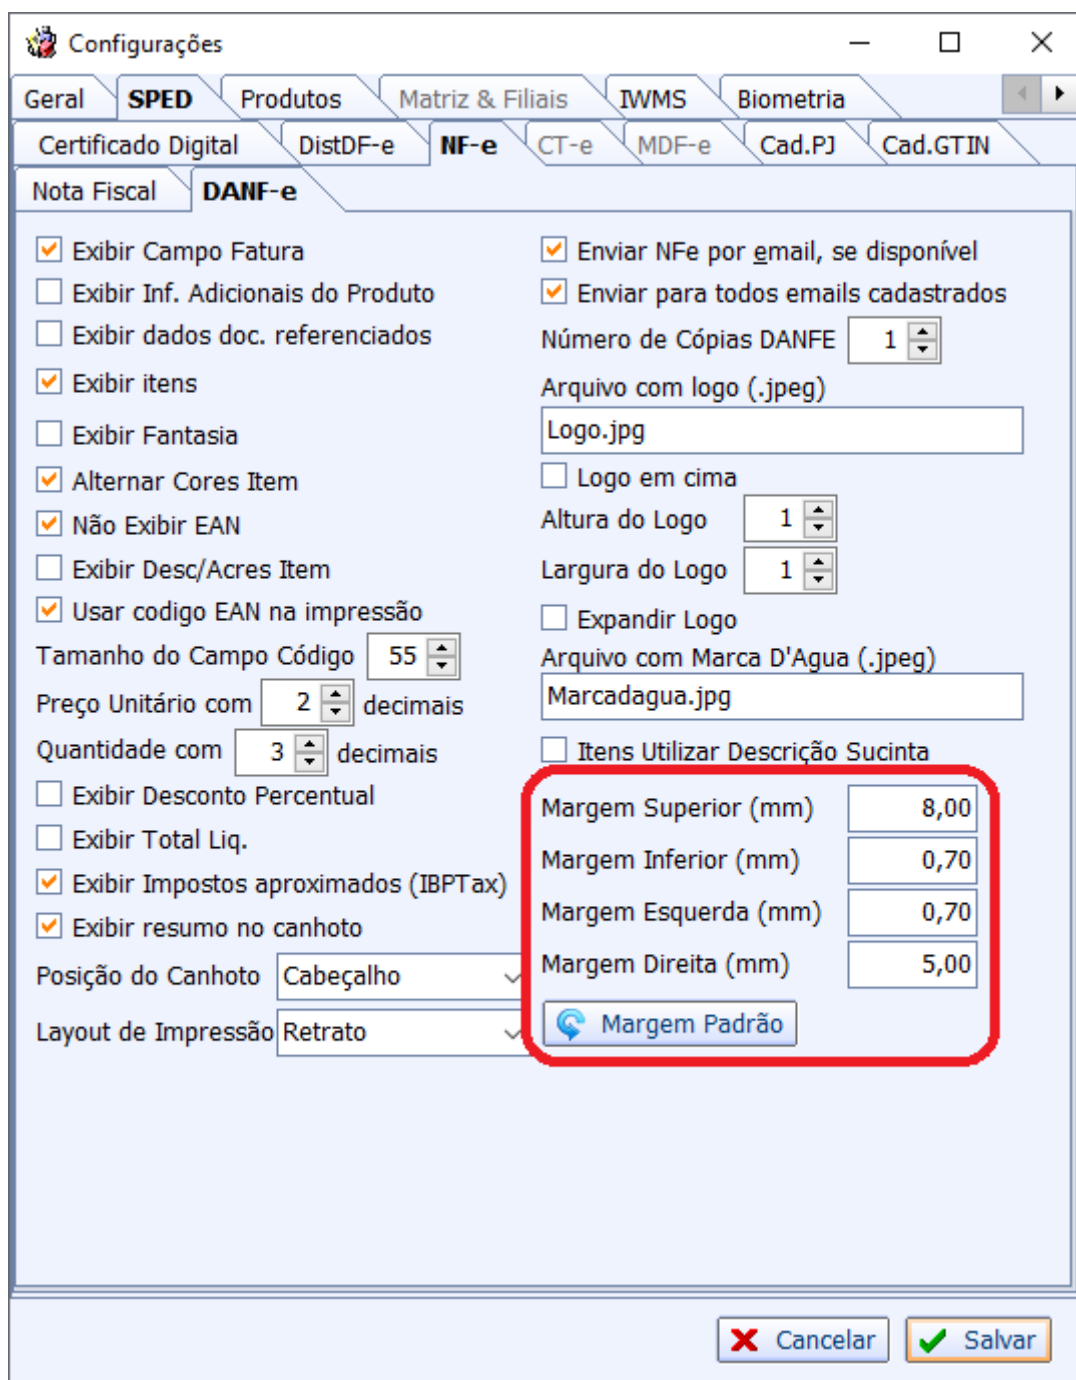 Configurações
Geral SPED Produtos Matriz & Filiais IWMS Biometria
Certificado Digital DistDF-e NF-e CT-e MDF-e Cad.PJ Cad.GTIN
Nota Fiscal DANF-e
Exibir Campo Fatura
Exibir Inf. Adicionais do Produto
Exibir dados doc. referenciados
Exibir itens
Exibir Fantasia
Alternar Cores Item
Não Exibir EAN
Exibir Desc/Acres Item
Usar codigo EAN na impressão
Tamanho do Campo Código 55
Preço Unitário com 2 decimais
Quantidade com 3 decimais
Exibir Desconto Percentual
Exibir Total Liq.
Exibir Impostos aproximados (IBPTax)
Exibir resumo no canhoto
Posição do Canhoto Cabeçalho
Layout de Impressão Retrato
Enviar NFe por email, se disponível
Enviar para todos emails cadastrados
Número de Cópias DANFE 1
Arquivo com logo (.jpeg)
Logo.jpg
Logo em cima
Altura do Logo 1
Largura do Logo 1
Expandir Logo
Arquivo com Marca D'Agua (.jpeg)
Marcadagua.jpg
Itens Utilizar Descrição Sucinta
Margem Superior (mm) 8,00
Margem Inferior (mm) 0,70
Margem Esquerda (mm) 0,70
Margem Direita (mm) 5,00
Margem Padrão
Cancelar Salvar